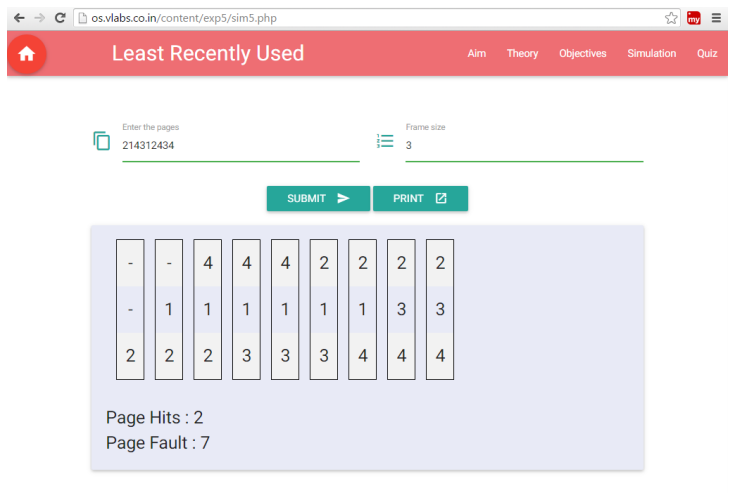 os.vlabs.co.in/content/exp5/sim5.php
my
Least Recently Used
Aim Theory Objectives Simulation Quiz
Enter the pages Frame size
214312434 3
SUBMIT PRINT
- - 4 4 4 2 2 2 2
- 1 1 1 1 1 1 3 3
2 2 2 3 3 3 4 4 4
Page Hits : 2
Page Fault : 7